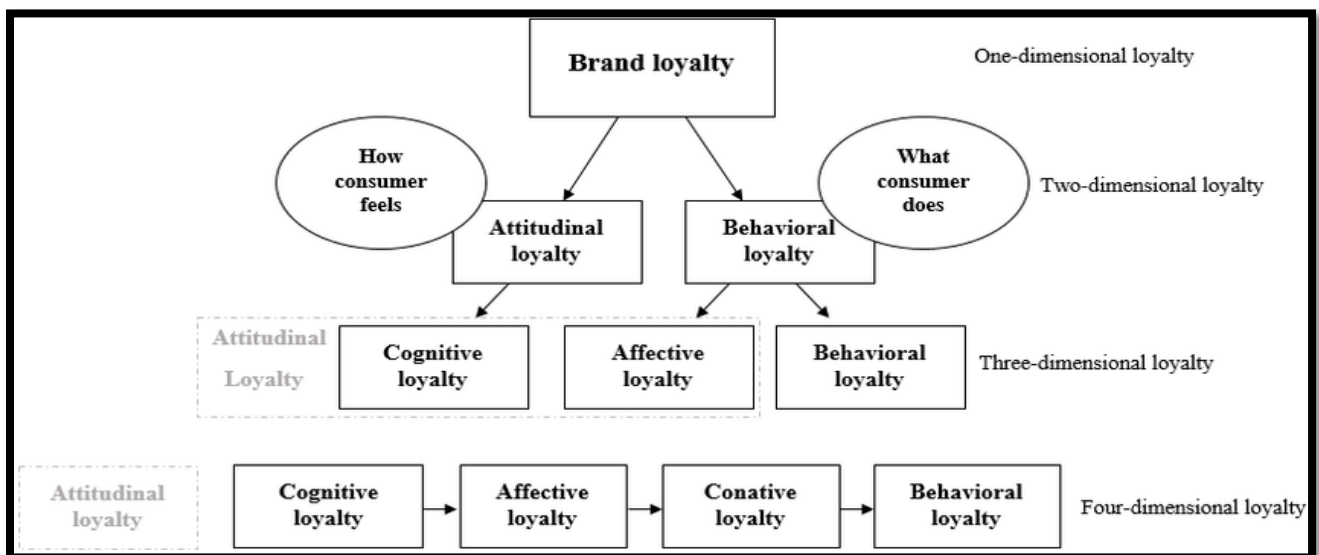 Brand loyalty
One-dimensional loyalty
How
consumer
feels
What
consumer
does
Two-dimensional loyalty
Attitudinal
loyalty
Behavioral
loyalty
Attitudinal
Loyalty
Cognitive
loyalty
Affective
loyalty
Behavioral
loyalty
Three-dimensional loyalty
Attitudinal
loyalty
Cognitive
loyalty
Affective
loyalty
Conative
loyalty
Behavioral
loyalty
Four-dimensional loyalty